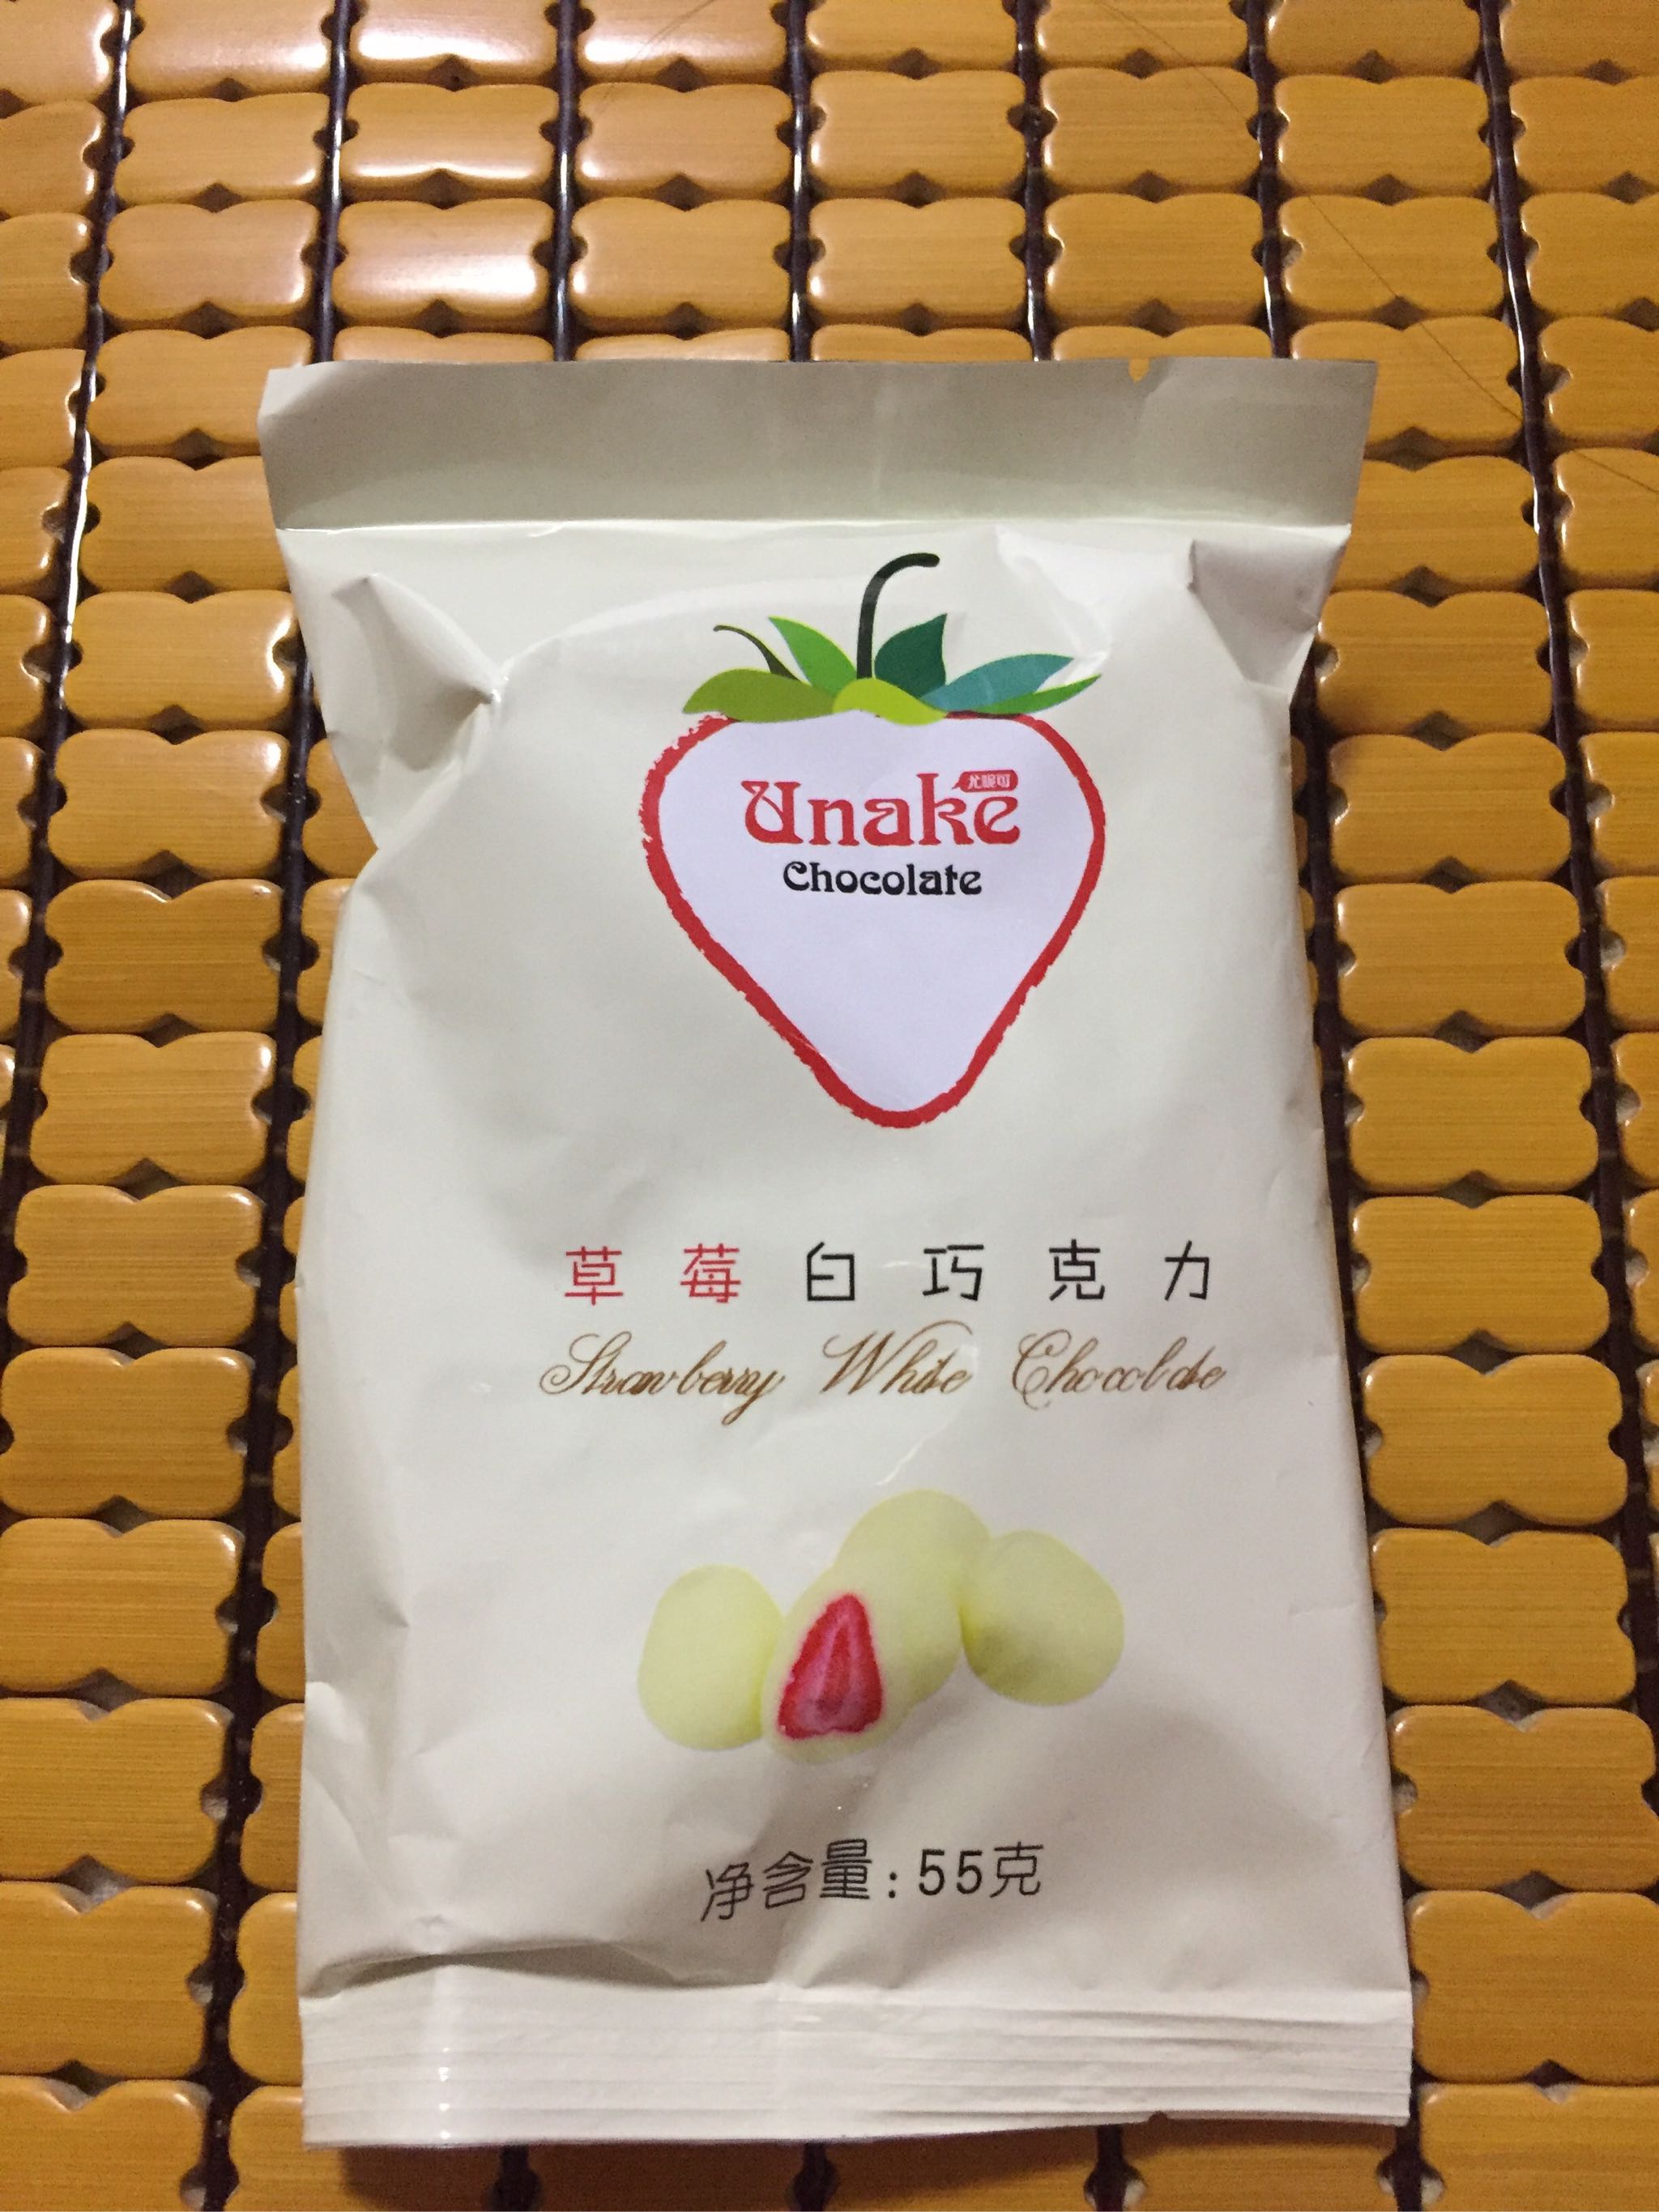 尤妮可
Unake
Chocolate
草莓白巧克力
Strawberry White Chocolate
净含量:55克